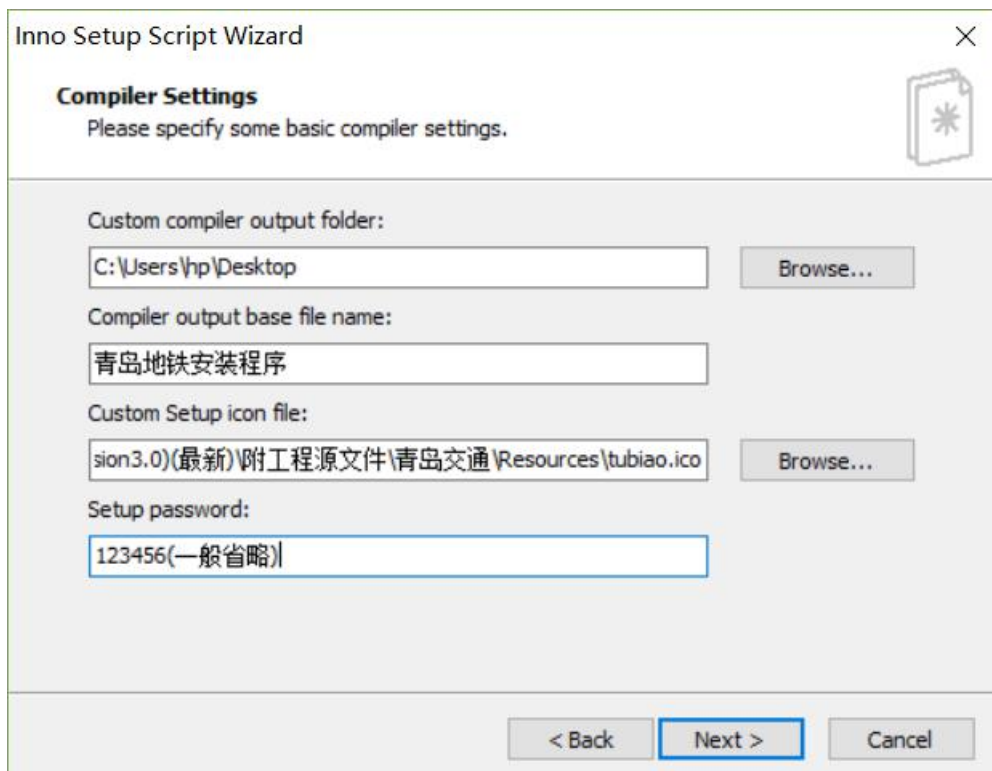 Inno Setup Script Wizard
Compiler Settings
Please specify some basic compiler settings.
Custom compiler output folder:
C:\Users\hp\Desktop
Browse...
Compiler output base file name:
青岛地铁安装程序
Custom Setup icon file:
sion3.0)(最新)\附工程源文件\青岛交通\Resources\tubiao.ico
Browse...
Setup password:
123456(一般省略)
< Back
Next >
Cancel